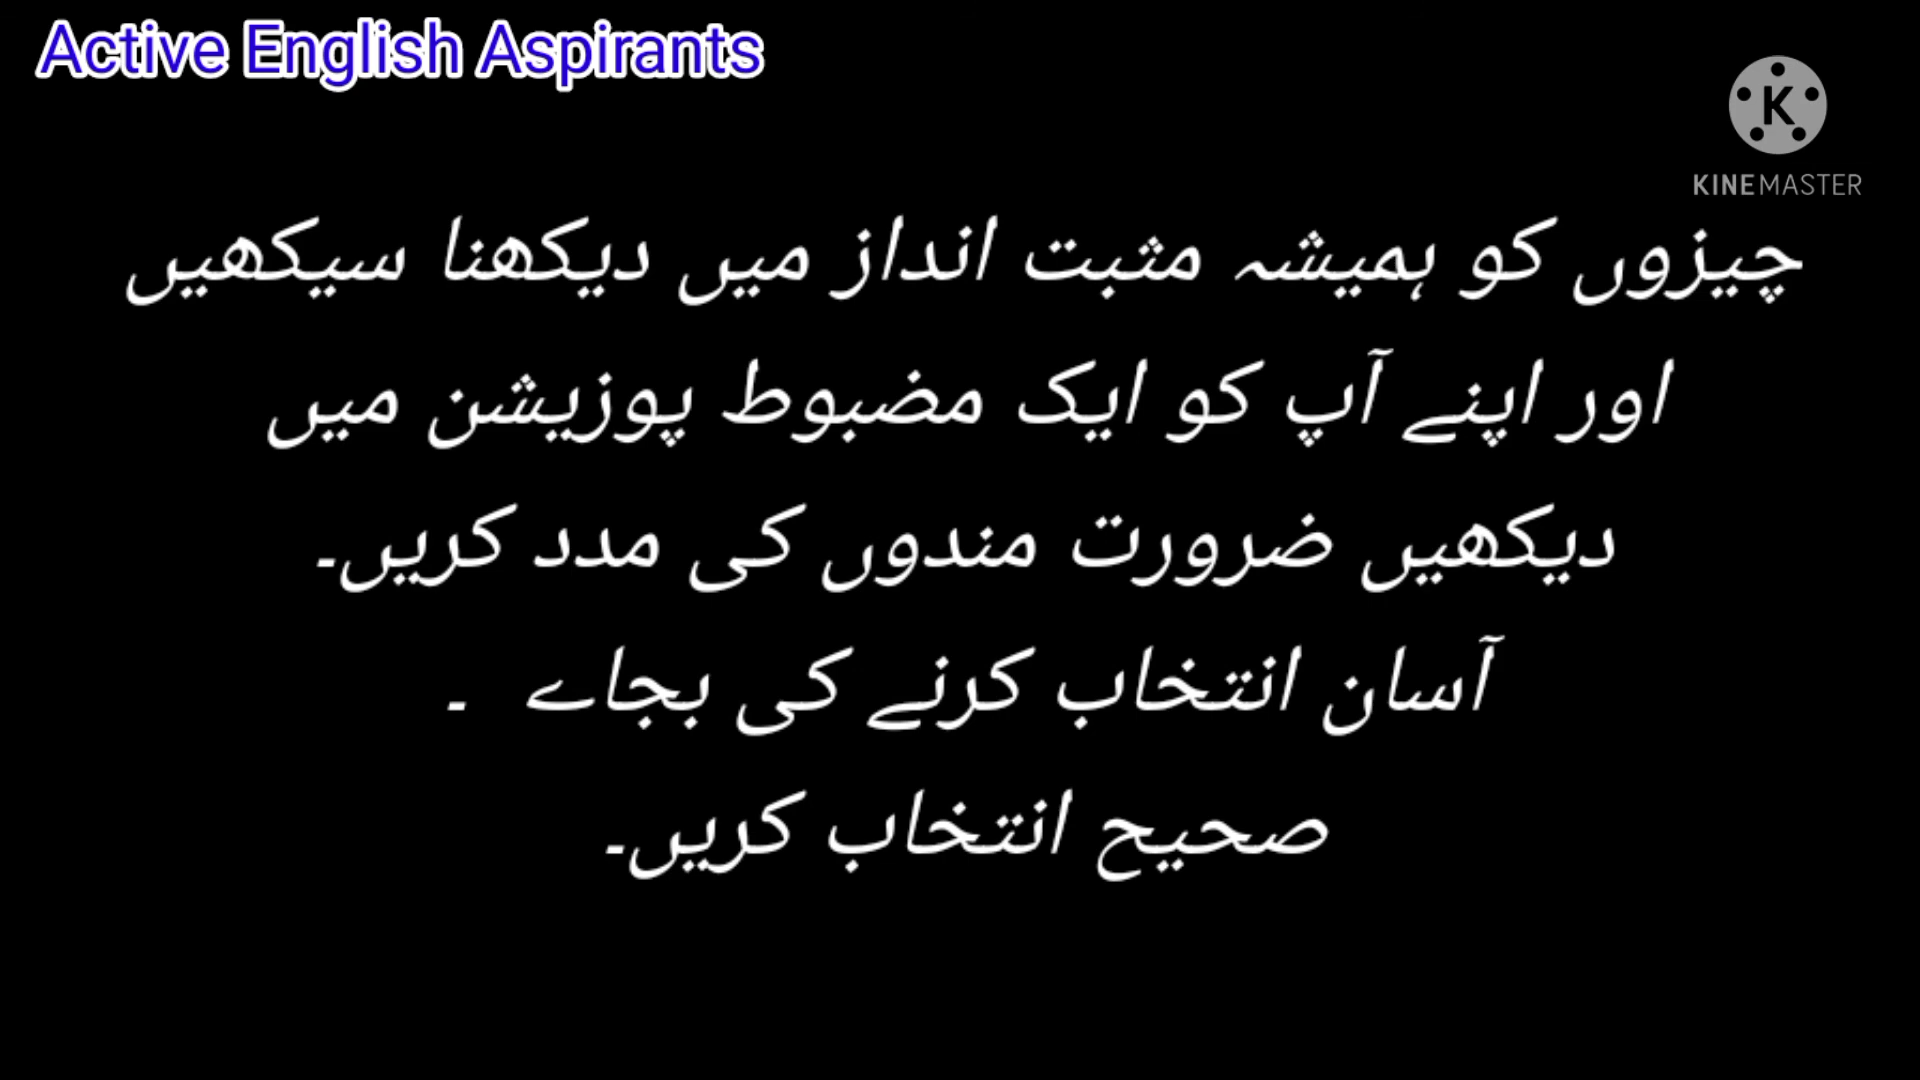 Active English Aspirants
K
KINEMASTER
چیزوں کو ہمیشہ مثبت انداز میں دیکھنا سیکھیں
اور اپنے آپ کو ایک مضبوط پوزیشن میں
دیکھیں ضرورت مندوں کی مدد کریں۔
آسان انتخاب کرنے کی بجاے ۔
صحیح انتخاب کریں۔